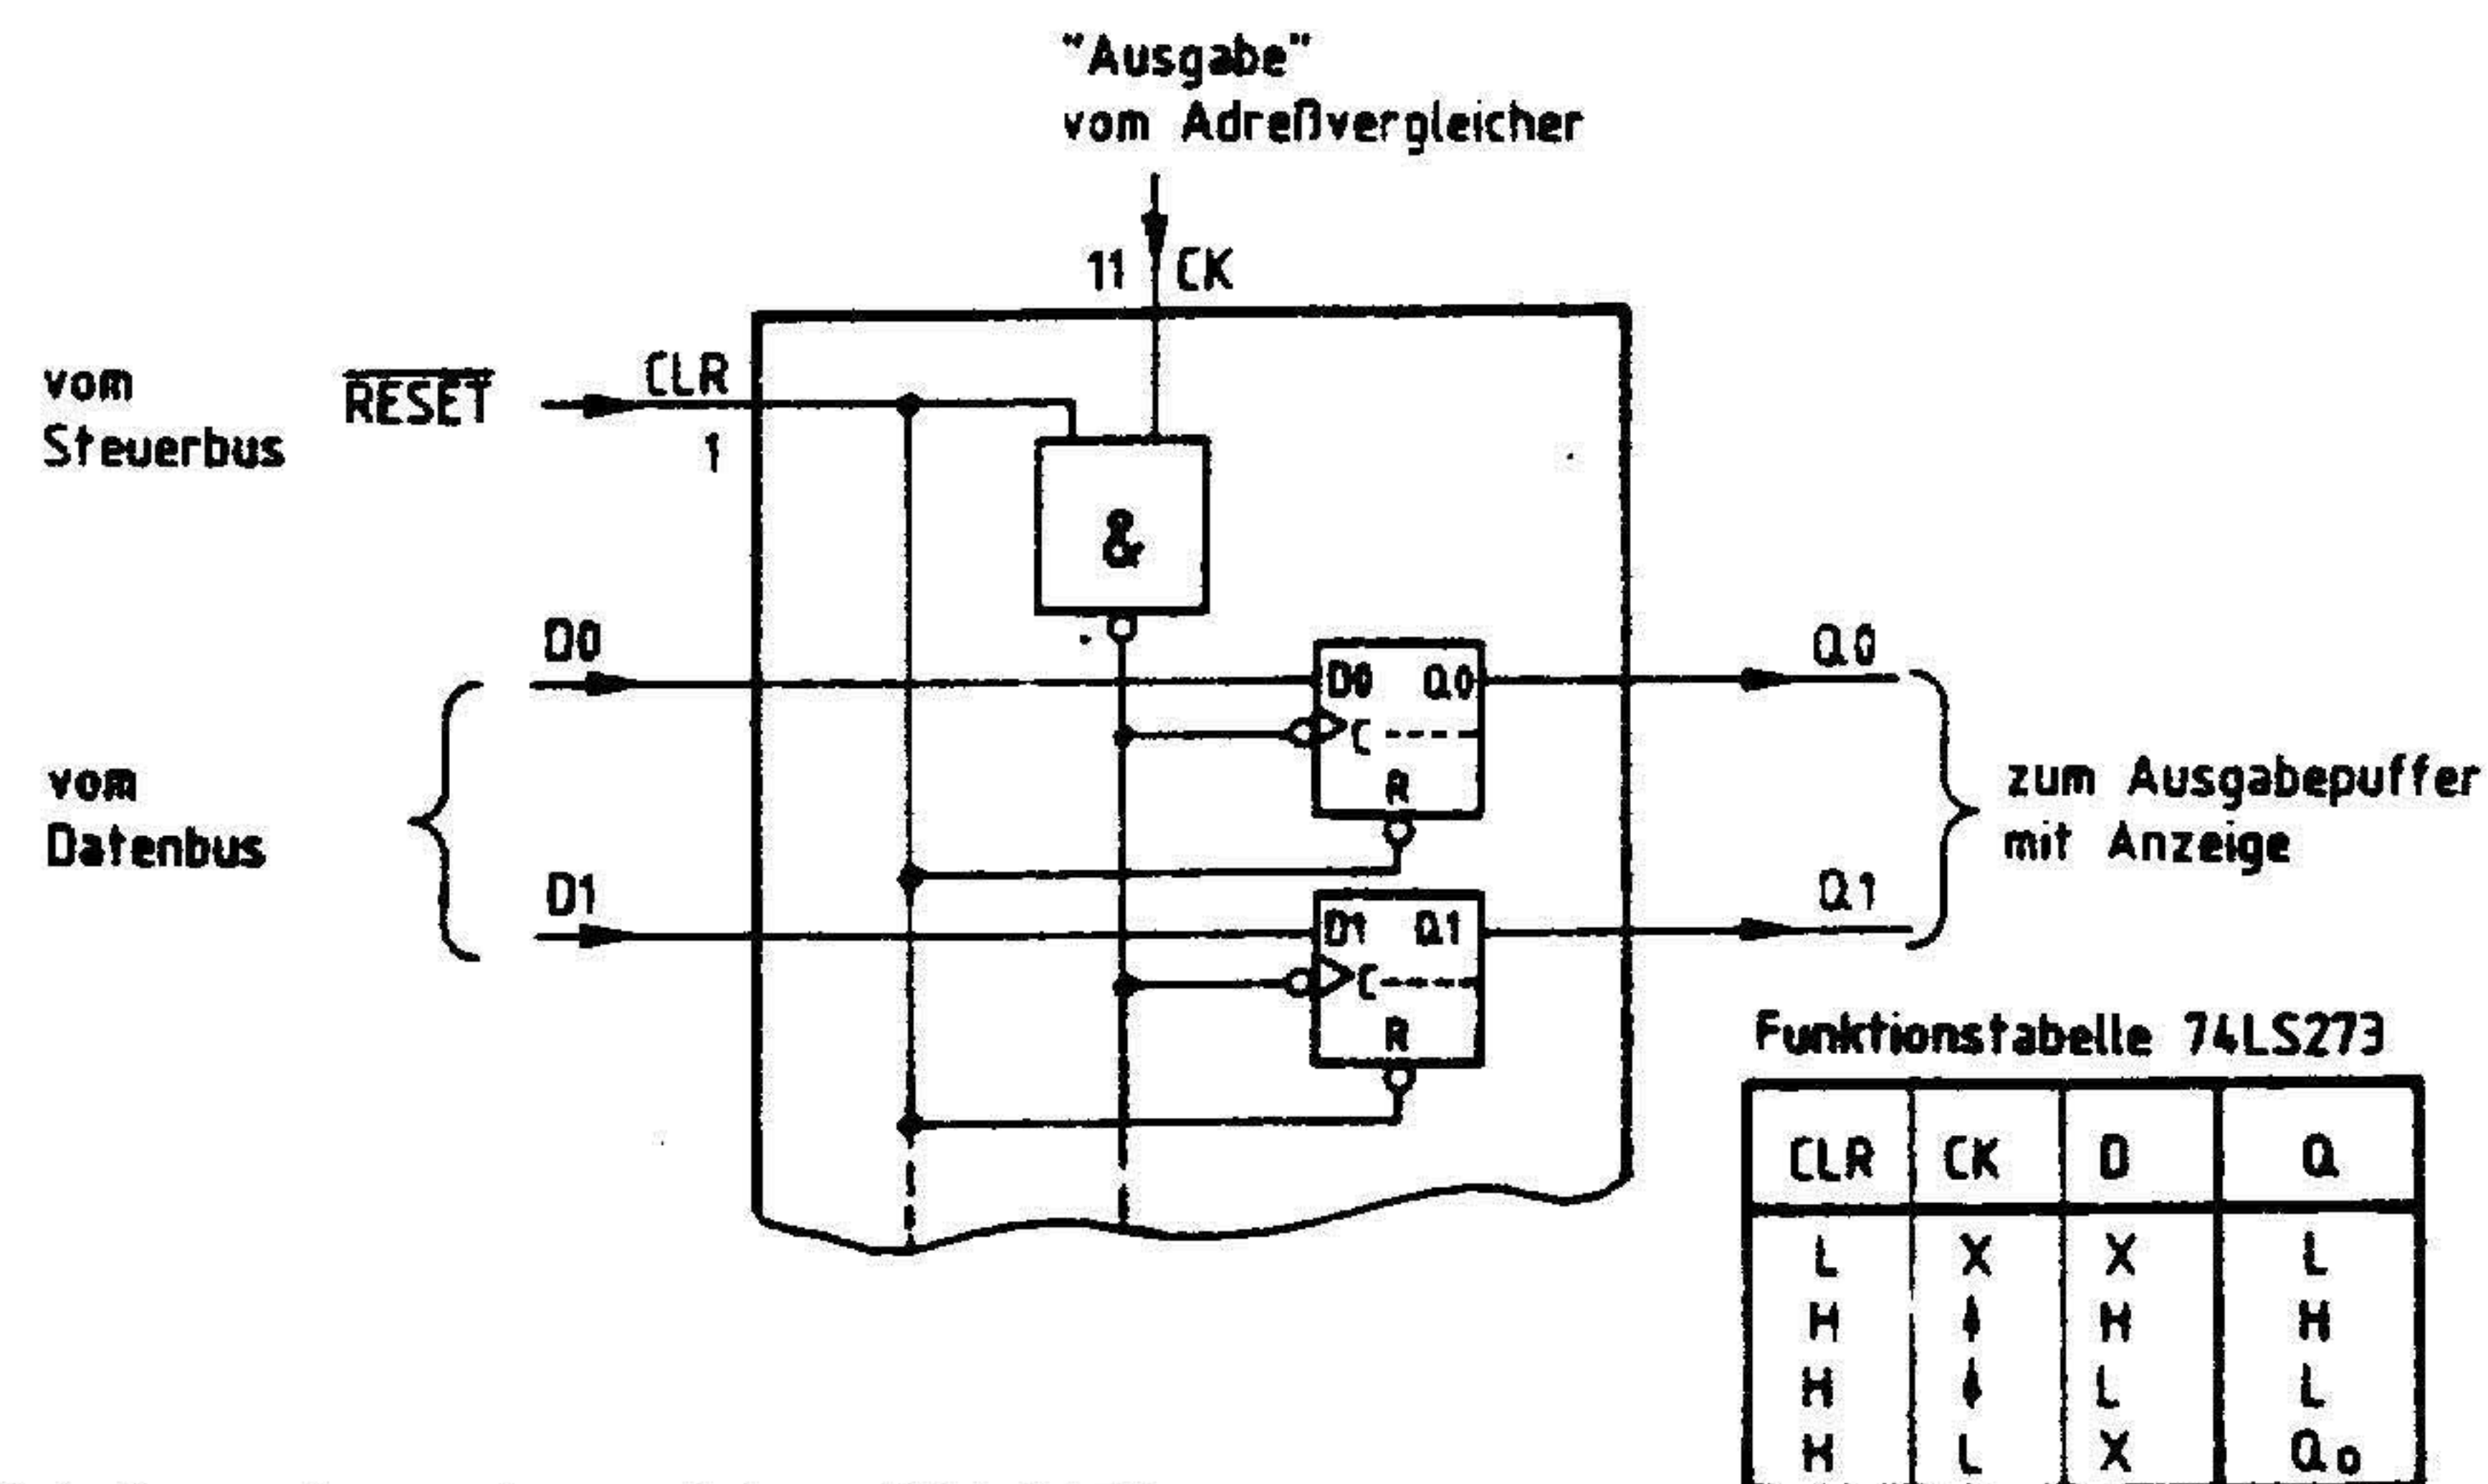 "Ausgabe"
vom Adreßvergleicher
11 CK
vom
Steuerbus
RESET
CLR
1
&
D0
D0 Q0
C
R
Q0
vom
Datenbus
zum Ausgabepuffer
mit Anzeige
D1
D1 Q1
C
R
Q1
Funktionstabelle 74LS273
CLR CK D Q
L X X L
H ↑ H H
H ↑ L L
H L X Q0